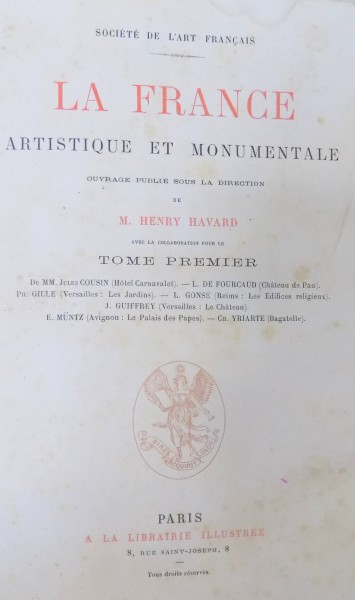 SOCIÉTÉ DE L'ART FRANÇAIS
LA FRANCE
ARTISTIQUE ET MONUMENTALE
OUVRAGE PUBLIÉ SOUS LA DIRECTION
DE
M. HENRY HAVARD
AVEC LA COLLABORATION POUR LE
TOME PREMIER
De MM. JULES COUSIN (Hôtel Carnavalet). — L. DE FOURCAUD (Château de Pau).
PH. GILLE (Versailles : Les Jardins). — L. GONSE (Reims : Les Edifices religieux).
J. GUIFFREY (Versailles : Le Château).
E. MÜNTZ (Avignon : Le Palais des Papes). — CH. YRIARTE (Bagatelle).
PARIS
A LA LIBRAIRIE ILLUSTRÉE
8, RUE SAINT-JOSEPH, 8
Tous droits réservés.